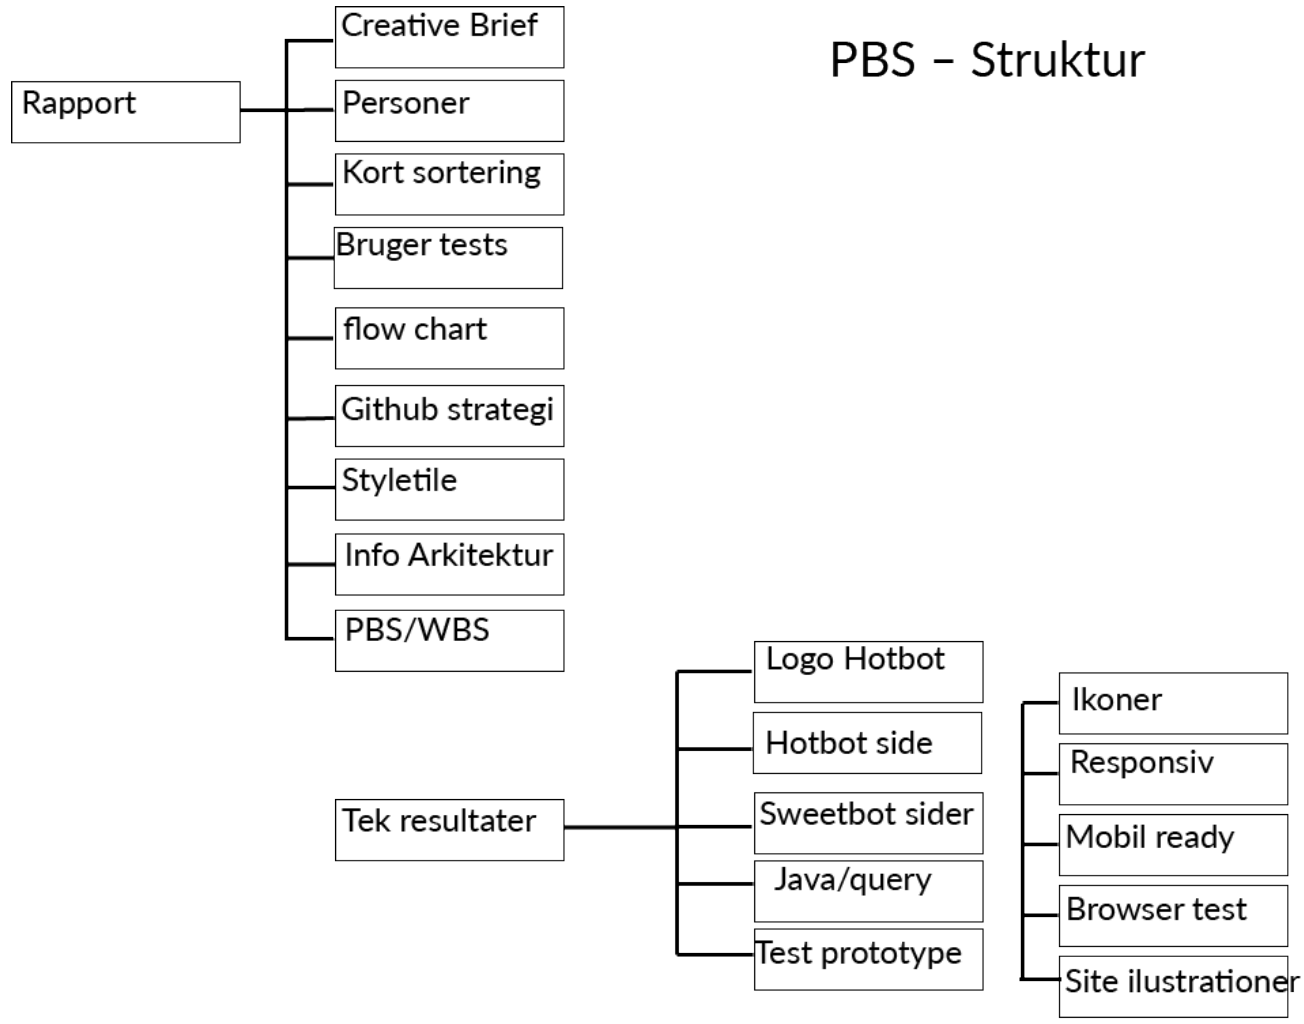 PBS – Struktur
Rapport
Creative Brief
Personer
Kort sortering
Bruger tests
flow chart
Github strategi
Styletile
Info Arkitektur
PBS/WBS
Tek resultater
Logo Hotbot
Hotbot side
Sweetbot sider
Java/query
Test prototype
Ikoner
Responsiv
Mobil ready
Browser test
Site ilustrationer